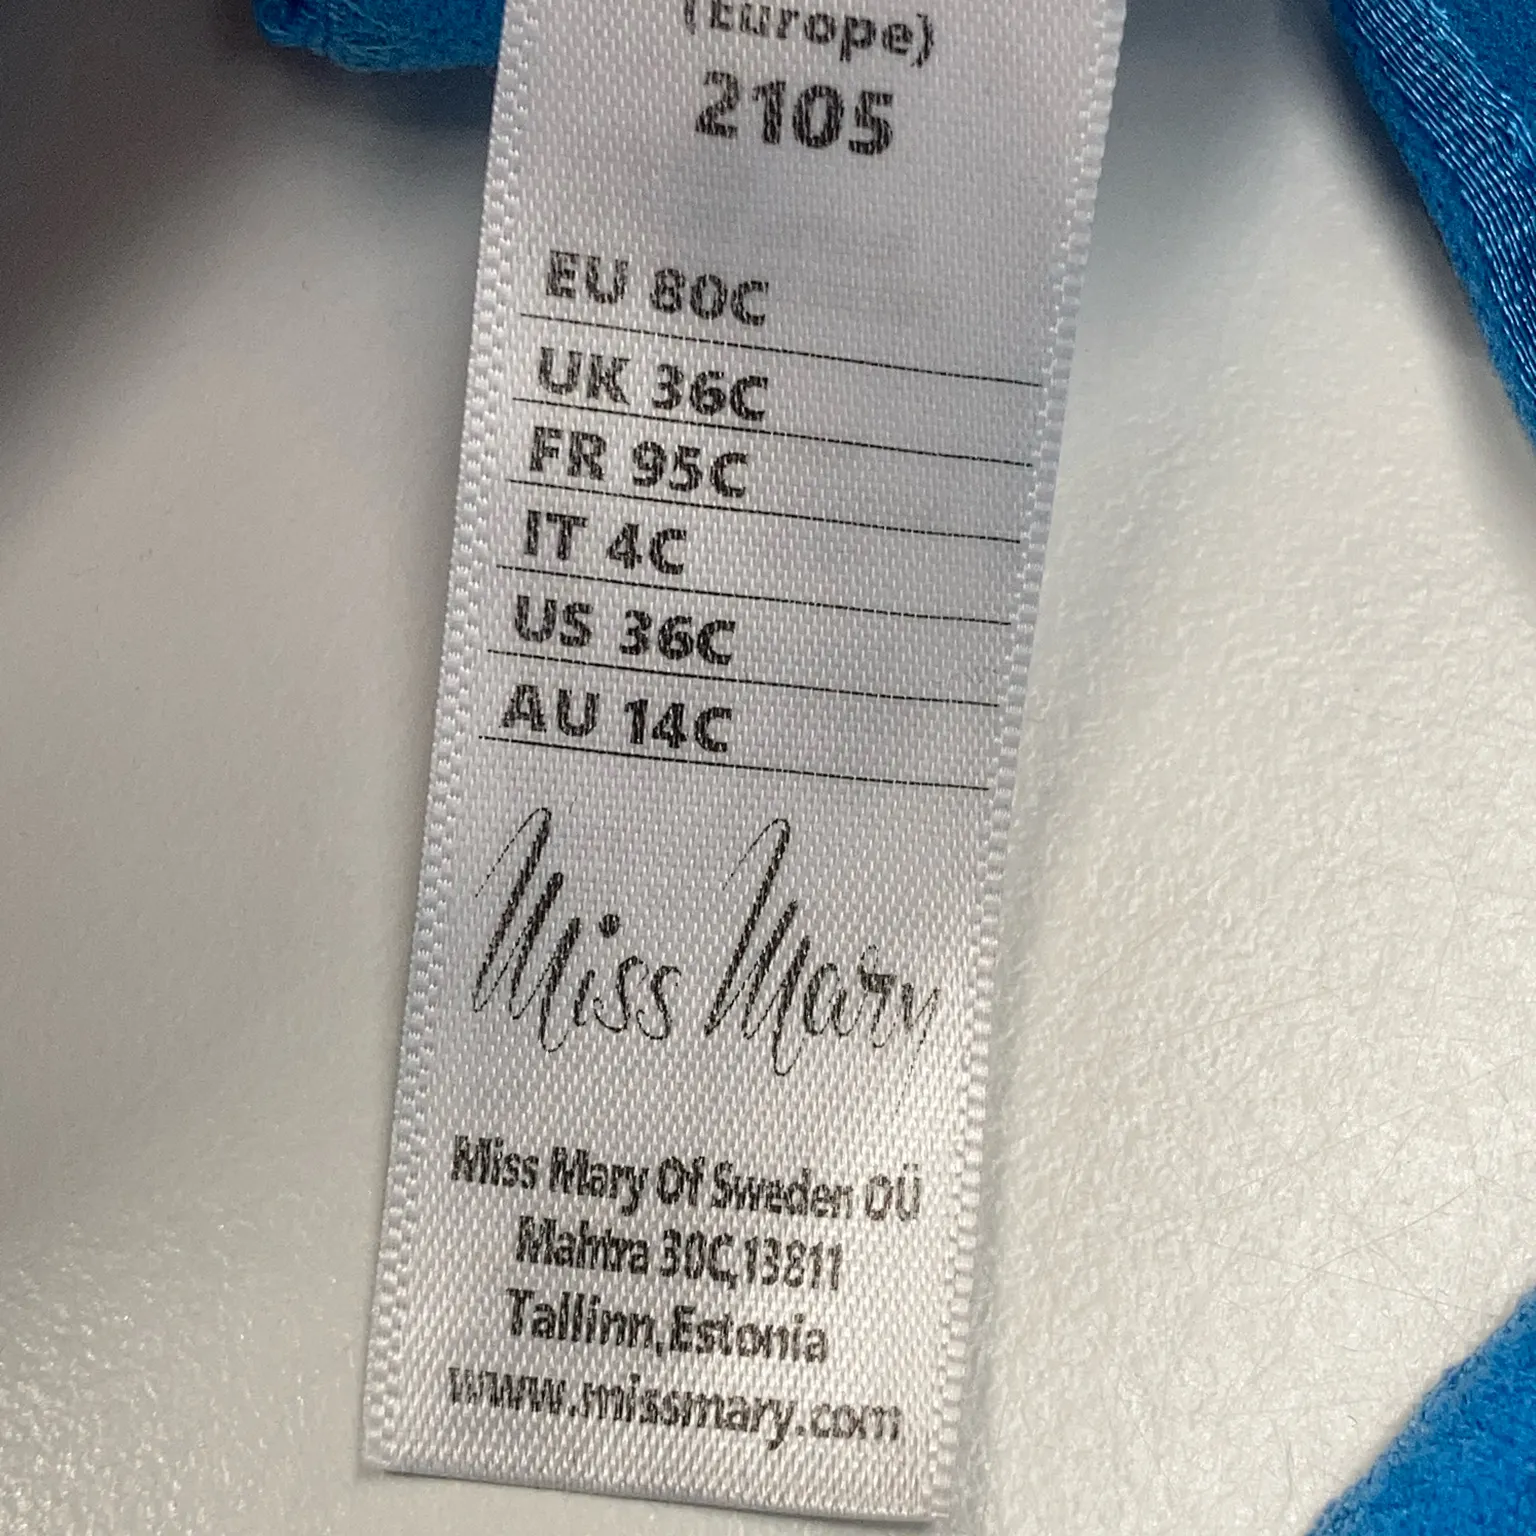 (Europe)
2105
EU 80C
UK 36C
FR 95C
IT 4C
US 36C
AU 14C
Miss Mary
Miss Mary Of Sweden OÜ
Mahtra 30C,13811
Tallinn,Estonia
www.missmary.com